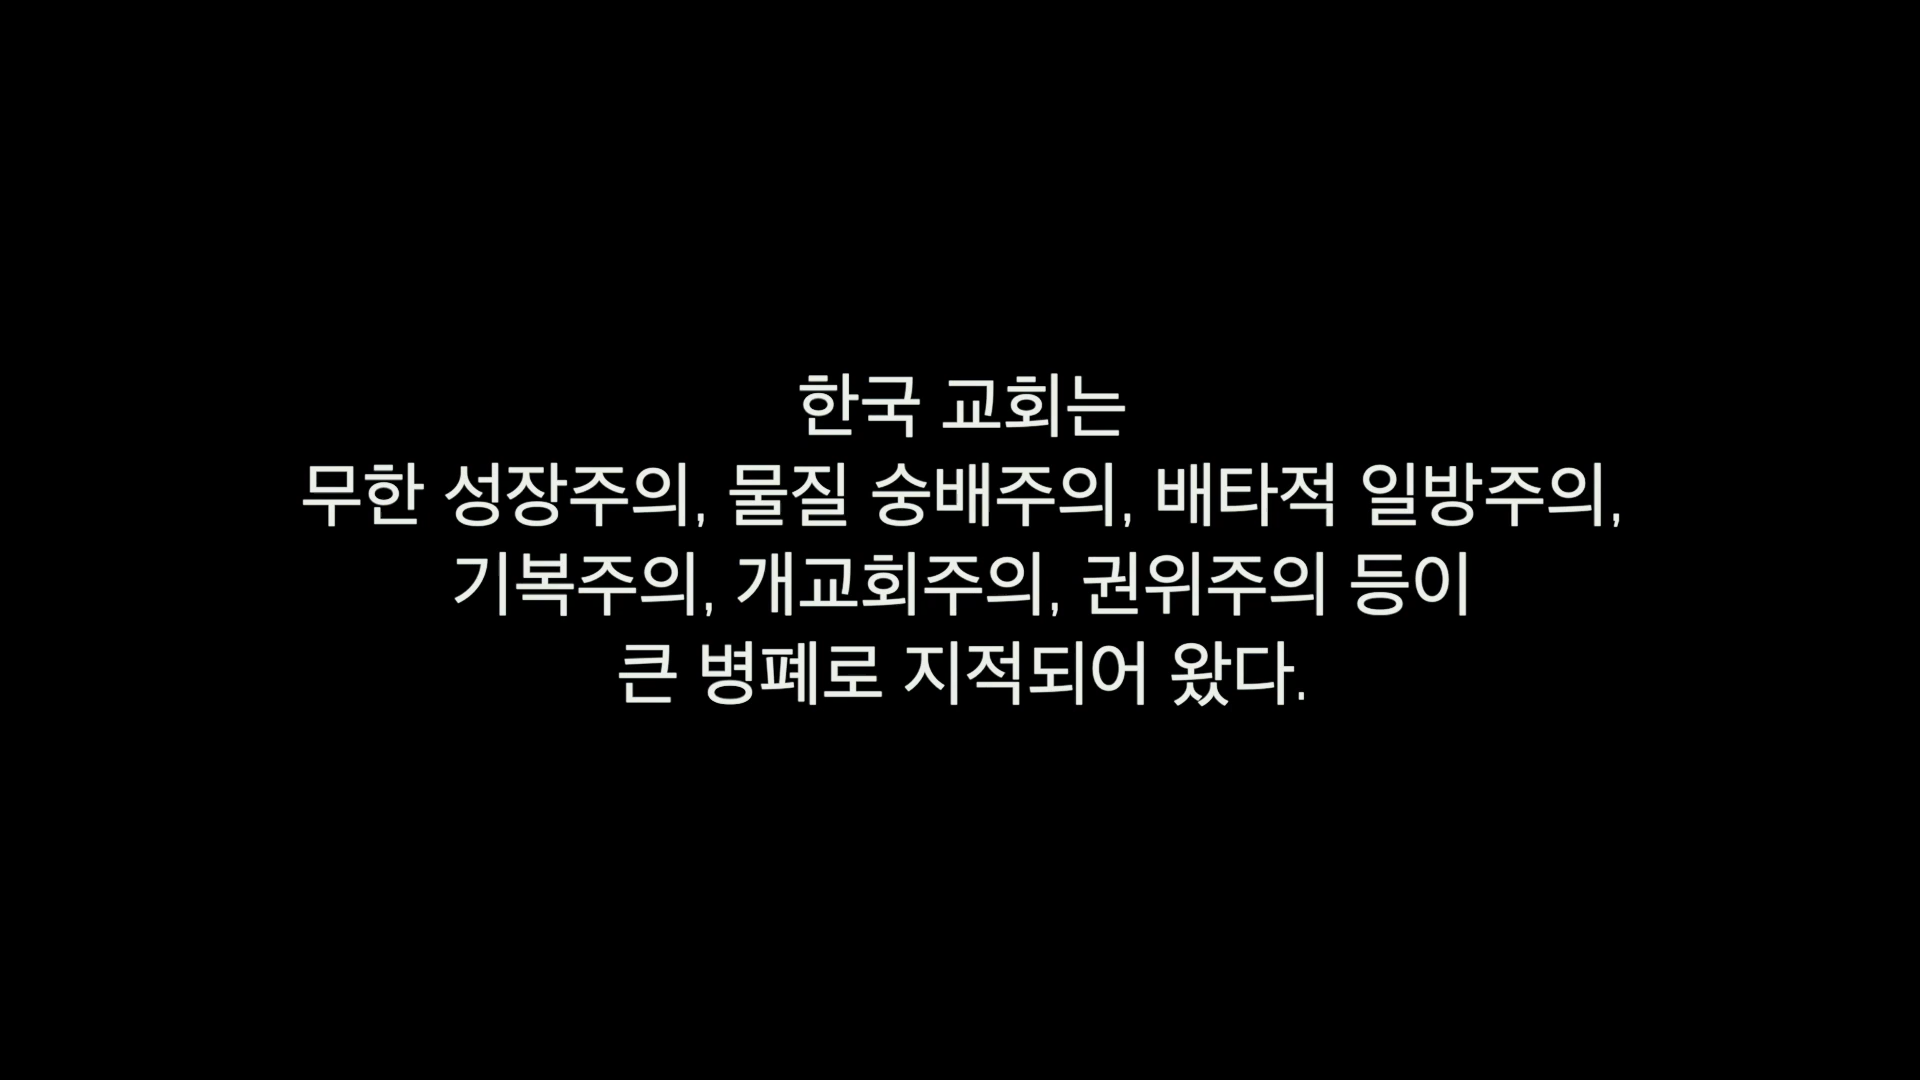 한국 교회는
무한 성장주의, 물질 숭배주의, 배타적 일방주의,
기복주의, 개교회주의, 권위주의 등이
큰 병폐로 지적되어 왔다.